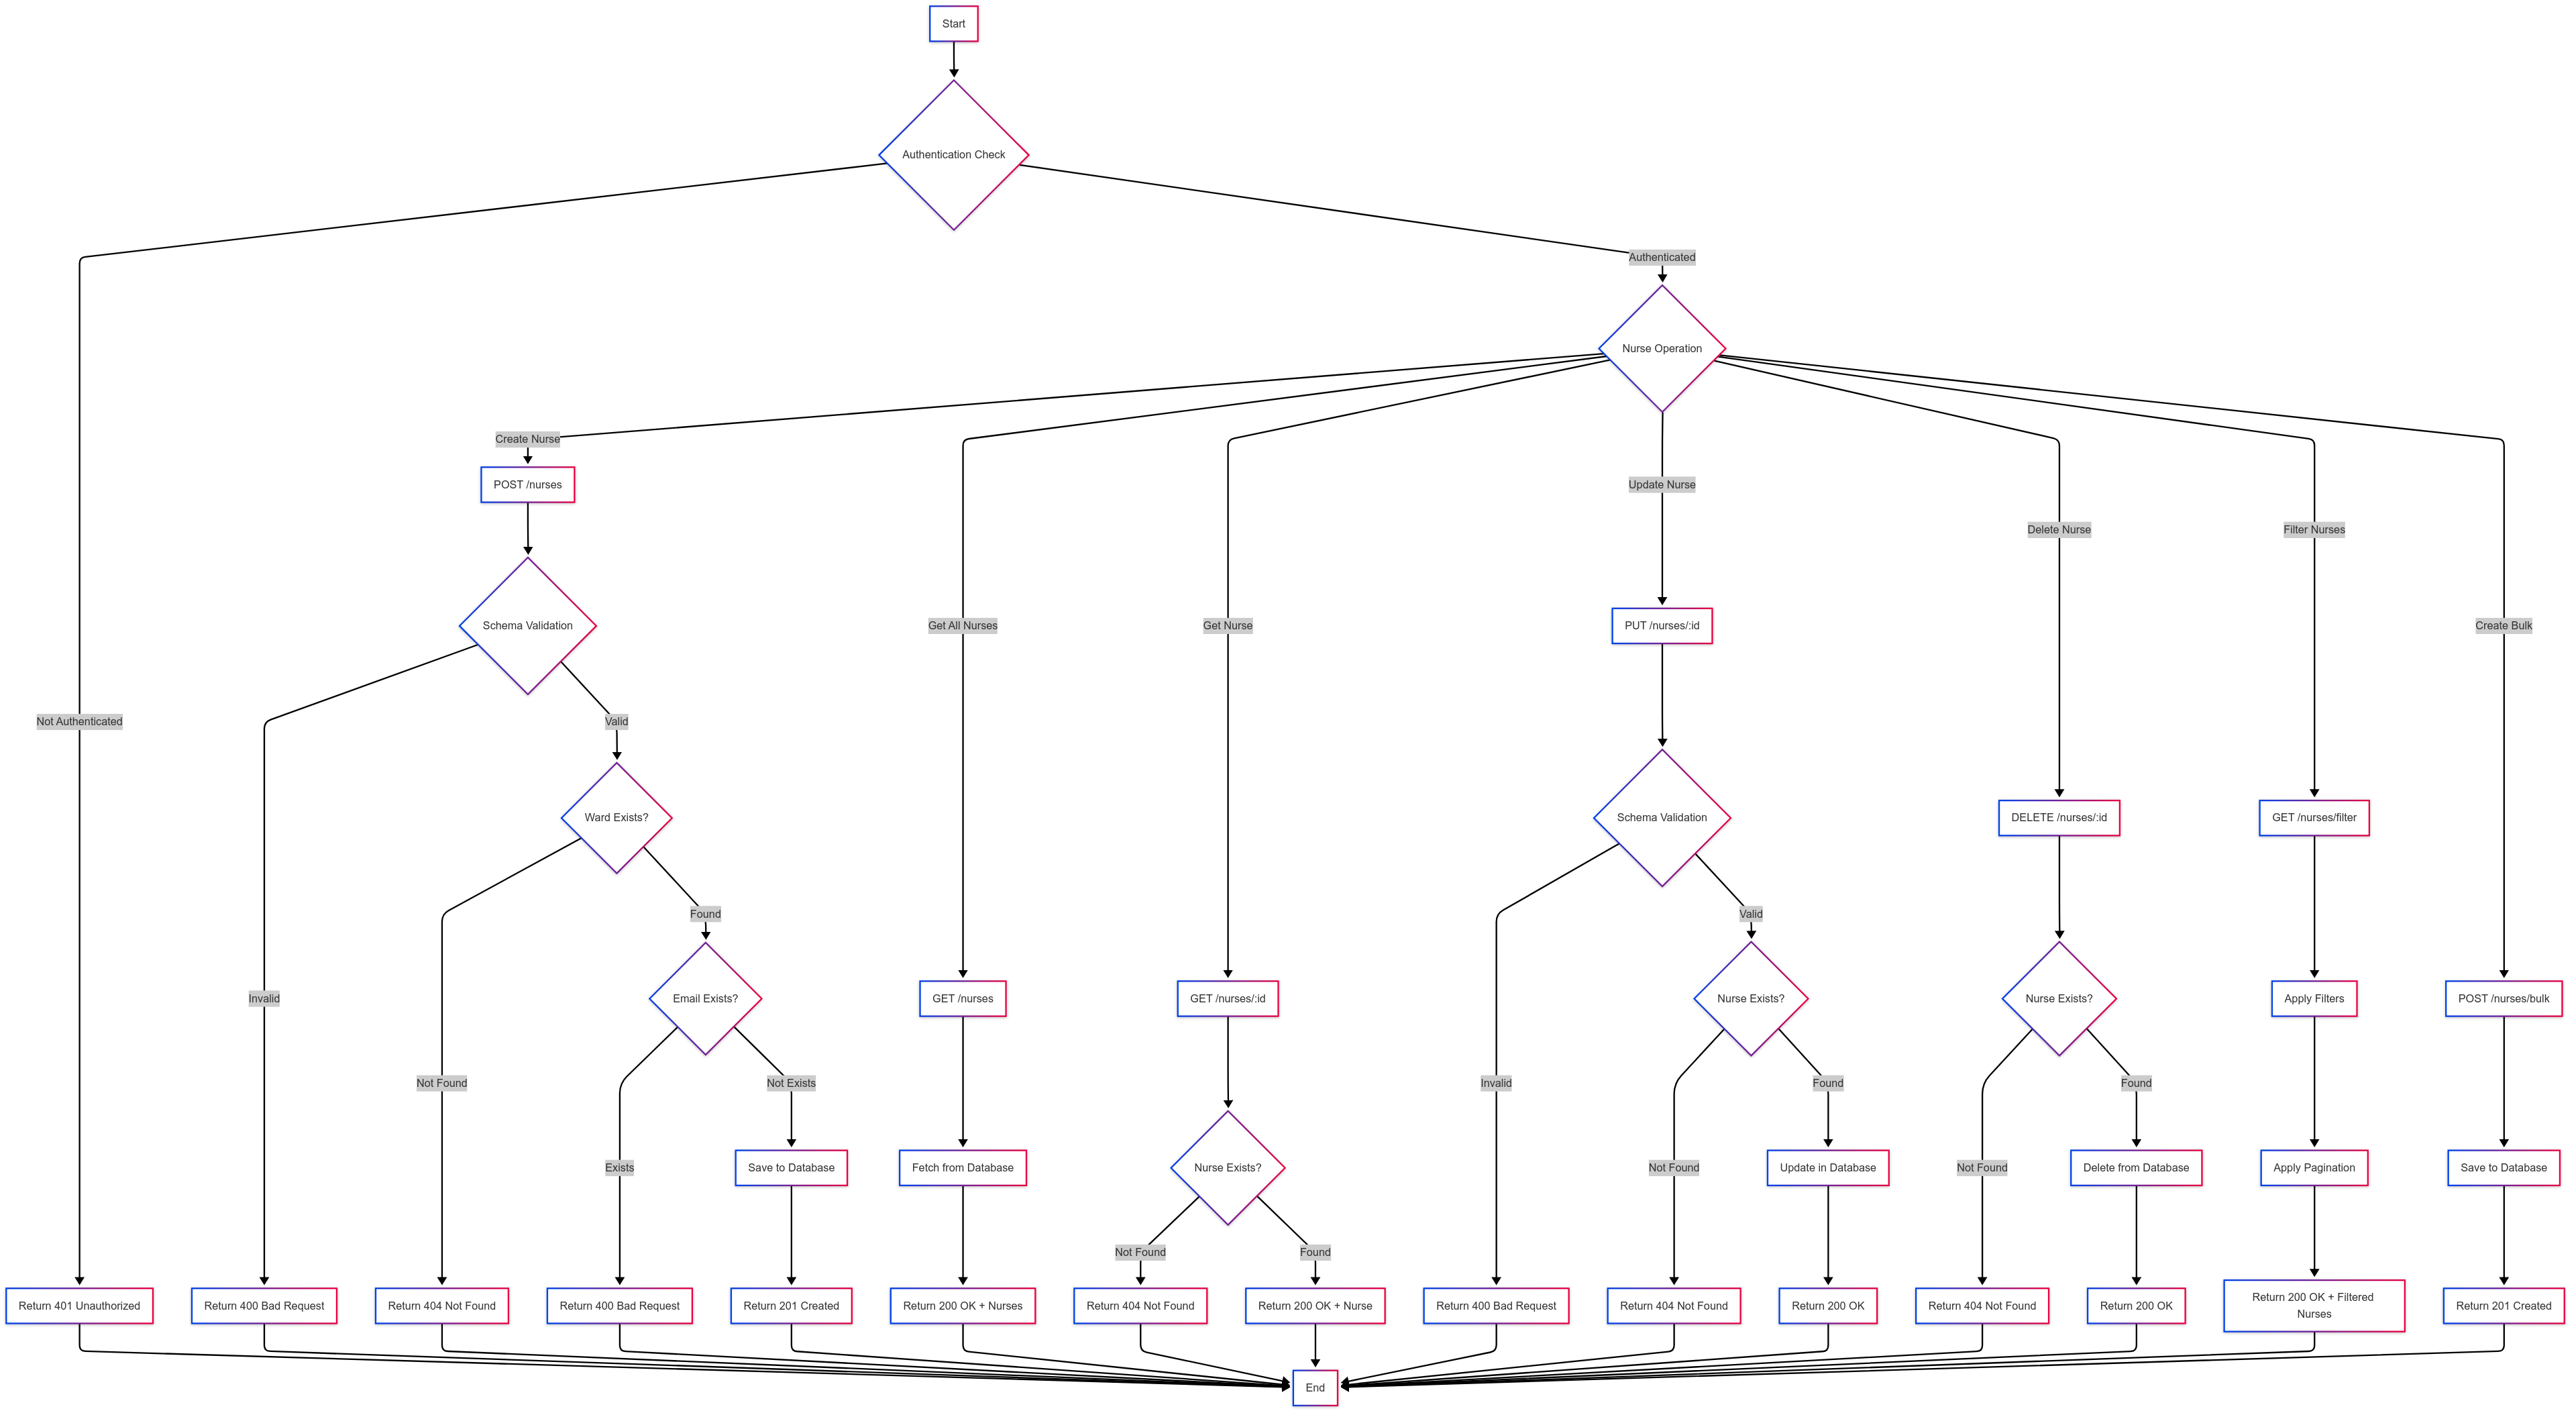 Start
Authentication Check
Authenticated
Nurse Operation
Create Nurse
POST /nurses
Update Nurse
Delete Nurse
Filter Nurses
Schema Validation
Get All Nurses
Get Nurse
PUT /nurses/:id
Create Bulk
Not Authenticated
Valid
Ward Exists?
Schema Validation
DELETE /nurses/:id
GET /nurses/filter
Found
Valid
Invalid
Email Exists?
GET /nurses
GET /nurses/:id
Nurse Exists?
Nurse Exists?
Apply Filters
POST /nurses/bulk
Not Found
Not Exists
Invalid
Found
Found
Exists
Save to Database
Fetch from Database
Nurse Exists?
Not Found
Update in Database
Not Found
Delete from Database
Apply Pagination
Save to Database
Not Found
Found
Return 401 Unauthorized
Return 400 Bad Request
Return 404 Not Found
Return 400 Bad Request
Return 201 Created
Return 200 OK + Nurses
Return 404 Not Found
Return 200 OK + Nurse
Return 400 Bad Request
Return 404 Not Found
Return 200 OK
Return 404 Not Found
Return 200 OK
Return 200 OK + Filtered
Nurses
Return 201 Created
End